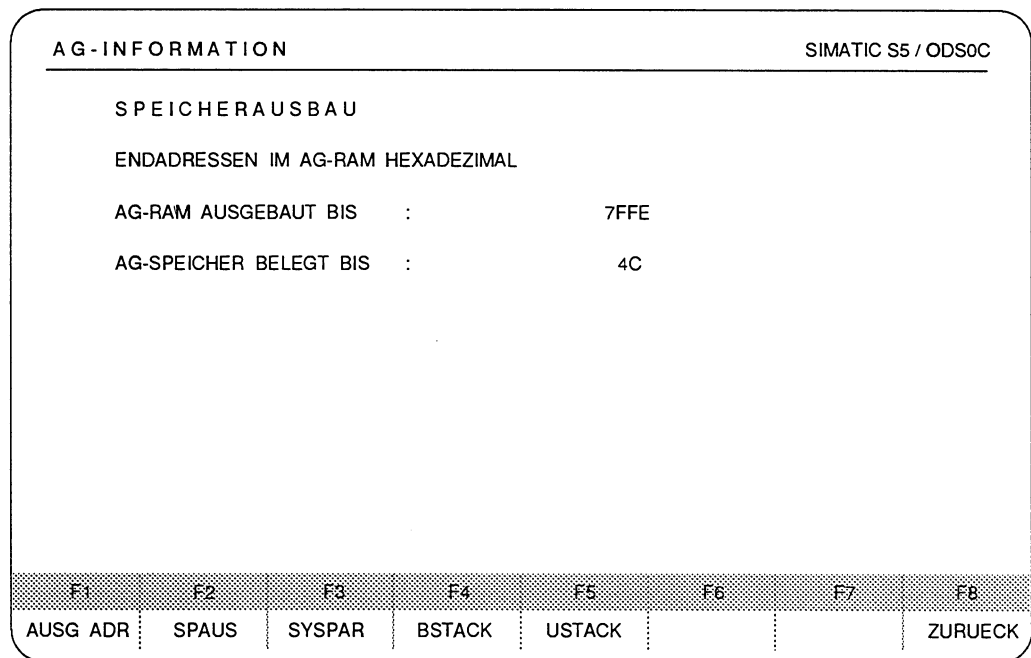 AG-INFORMATION SIMATIC S5 / ODS0C
SPEICHERAUSBAU
ENDADRESSEN IM AG-RAM HEXADEZIMAL
AG-RAM AUSGEBAUT BIS : 7FFE
AG-SPEICHER BELEGT BIS : 4C
F1 F2 F3 F4 F5 F6 F7 F8
AUSG ADR SPAUS SYSPAR BSTACK USTACK ZURUECK